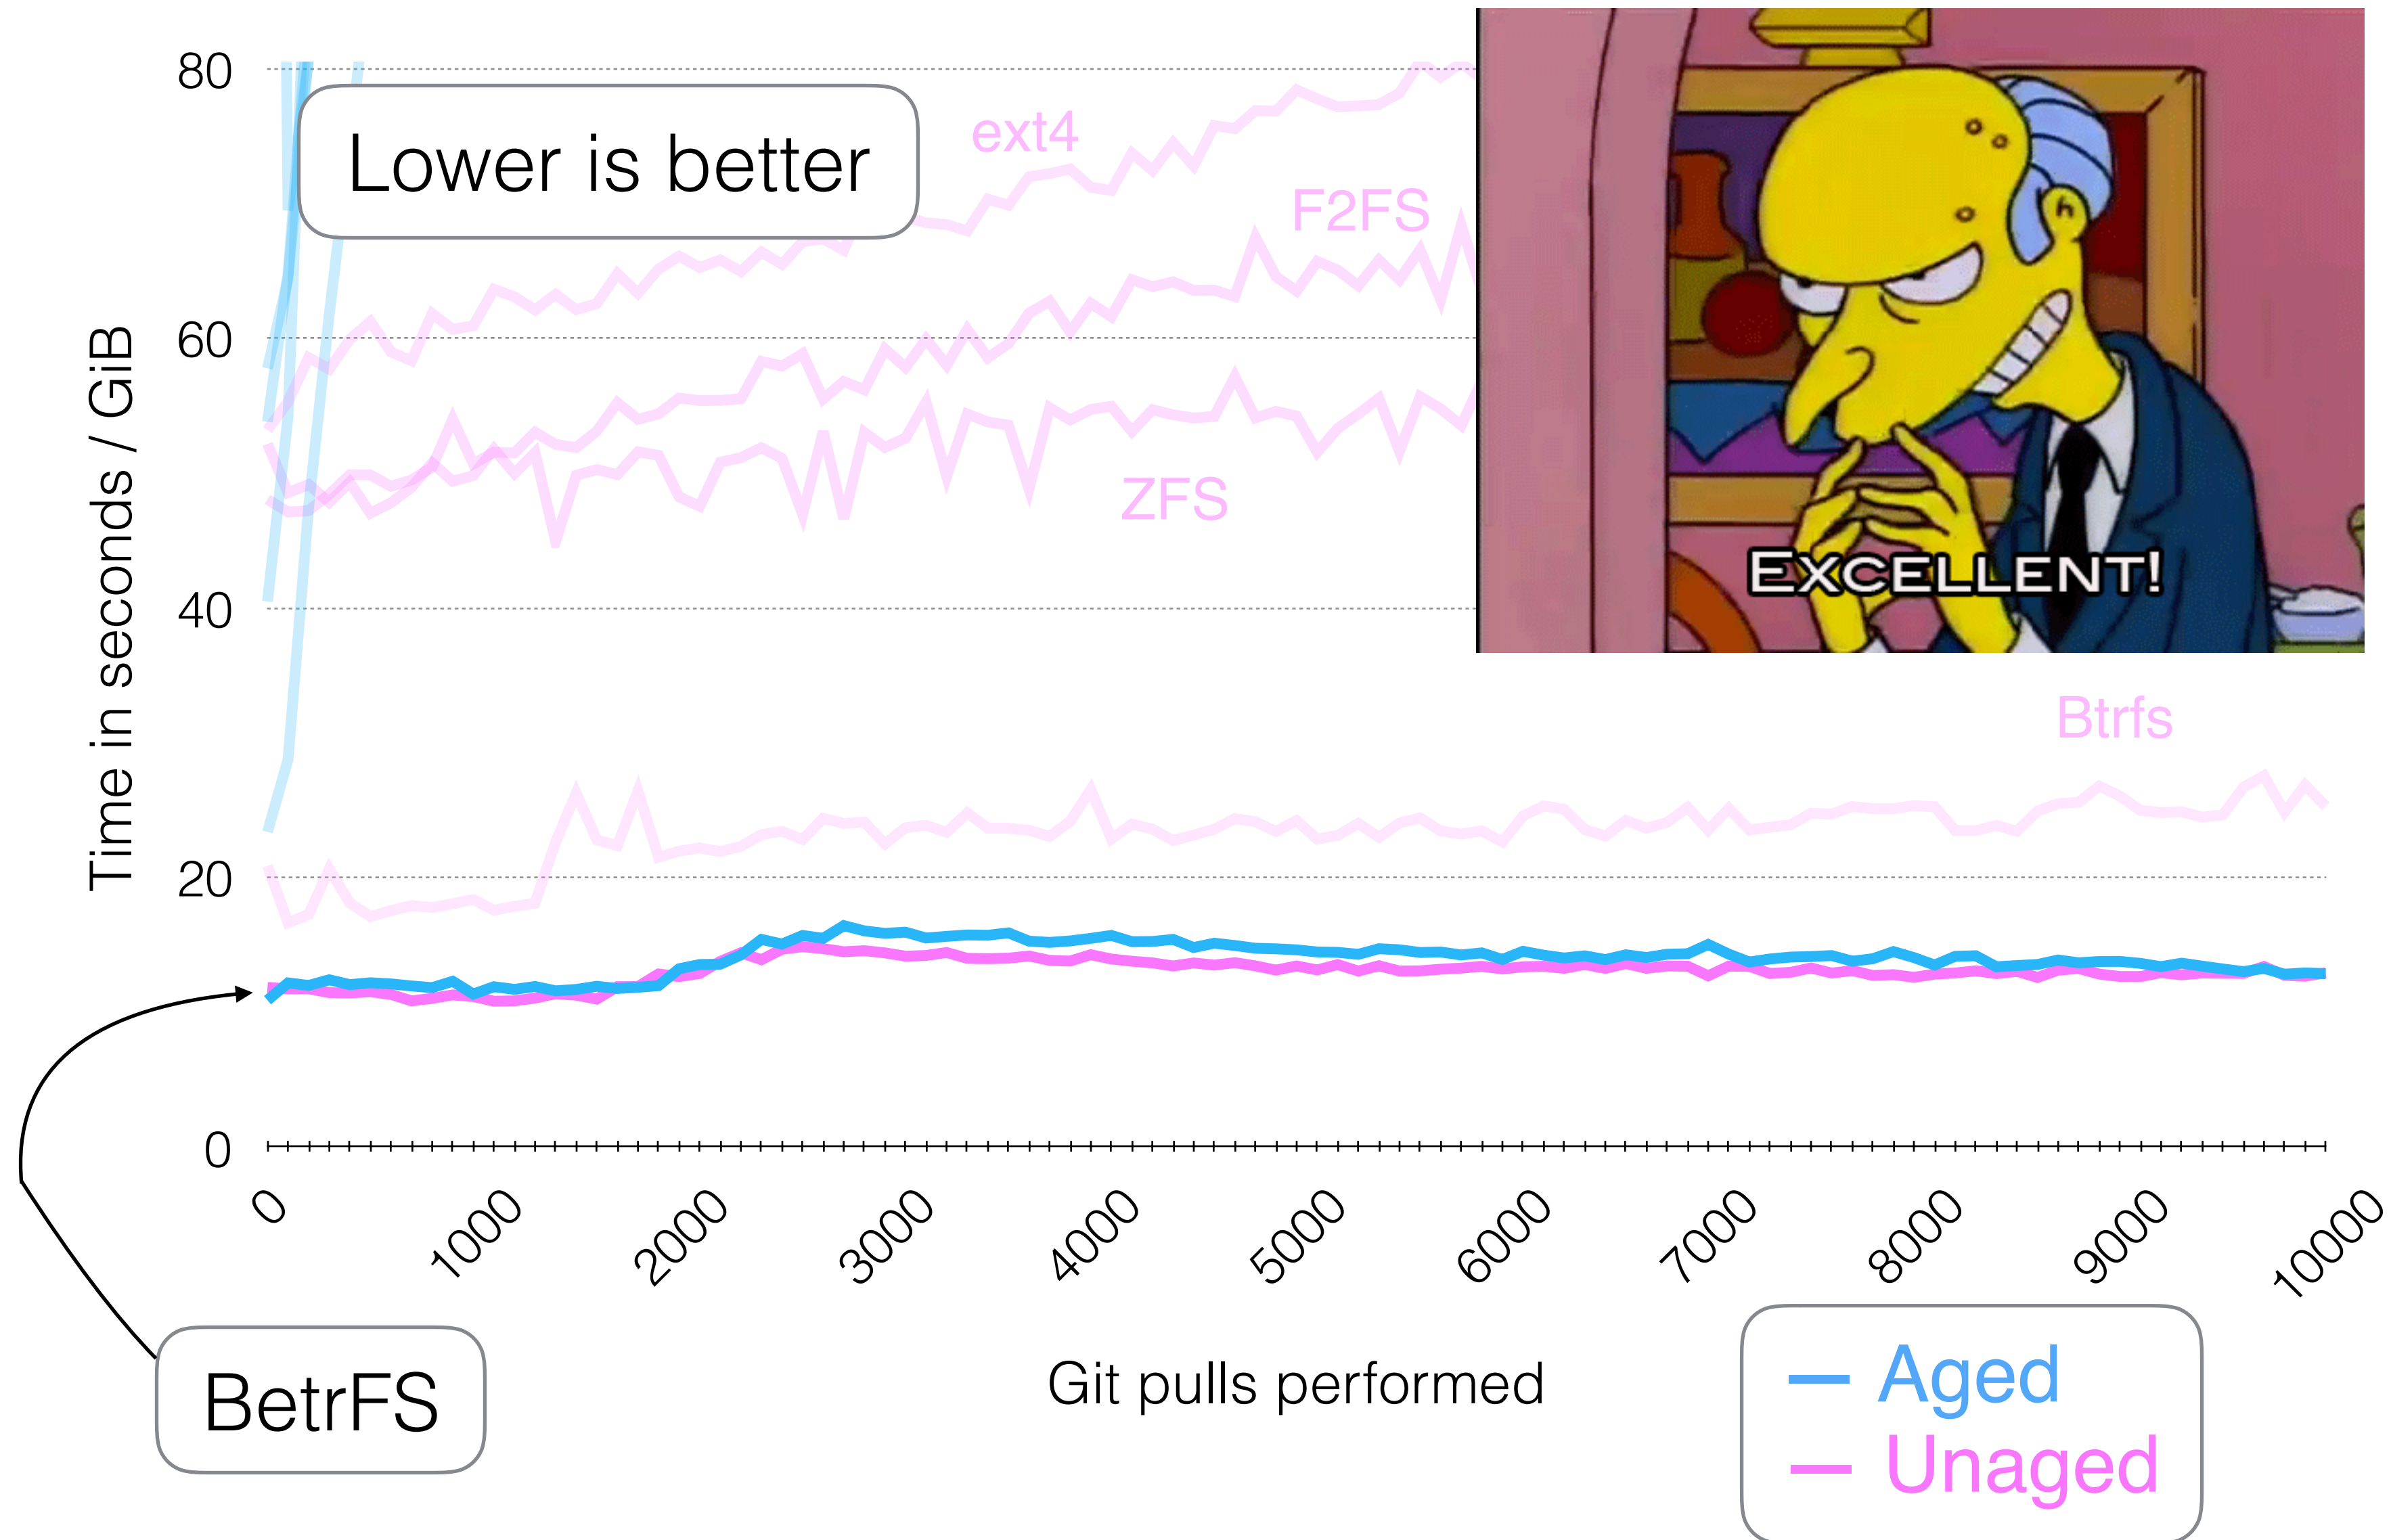 80
Lower is better
ext4
F2FS
60
ZFS
EXCELLENT!
40
Time in seconds / GiB
Btrfs
20
0
0
1000
2000
3000
4000
5000
6000
7000
8000
9000
10000
Git pulls performed
BetrFS
Aged
Unaged